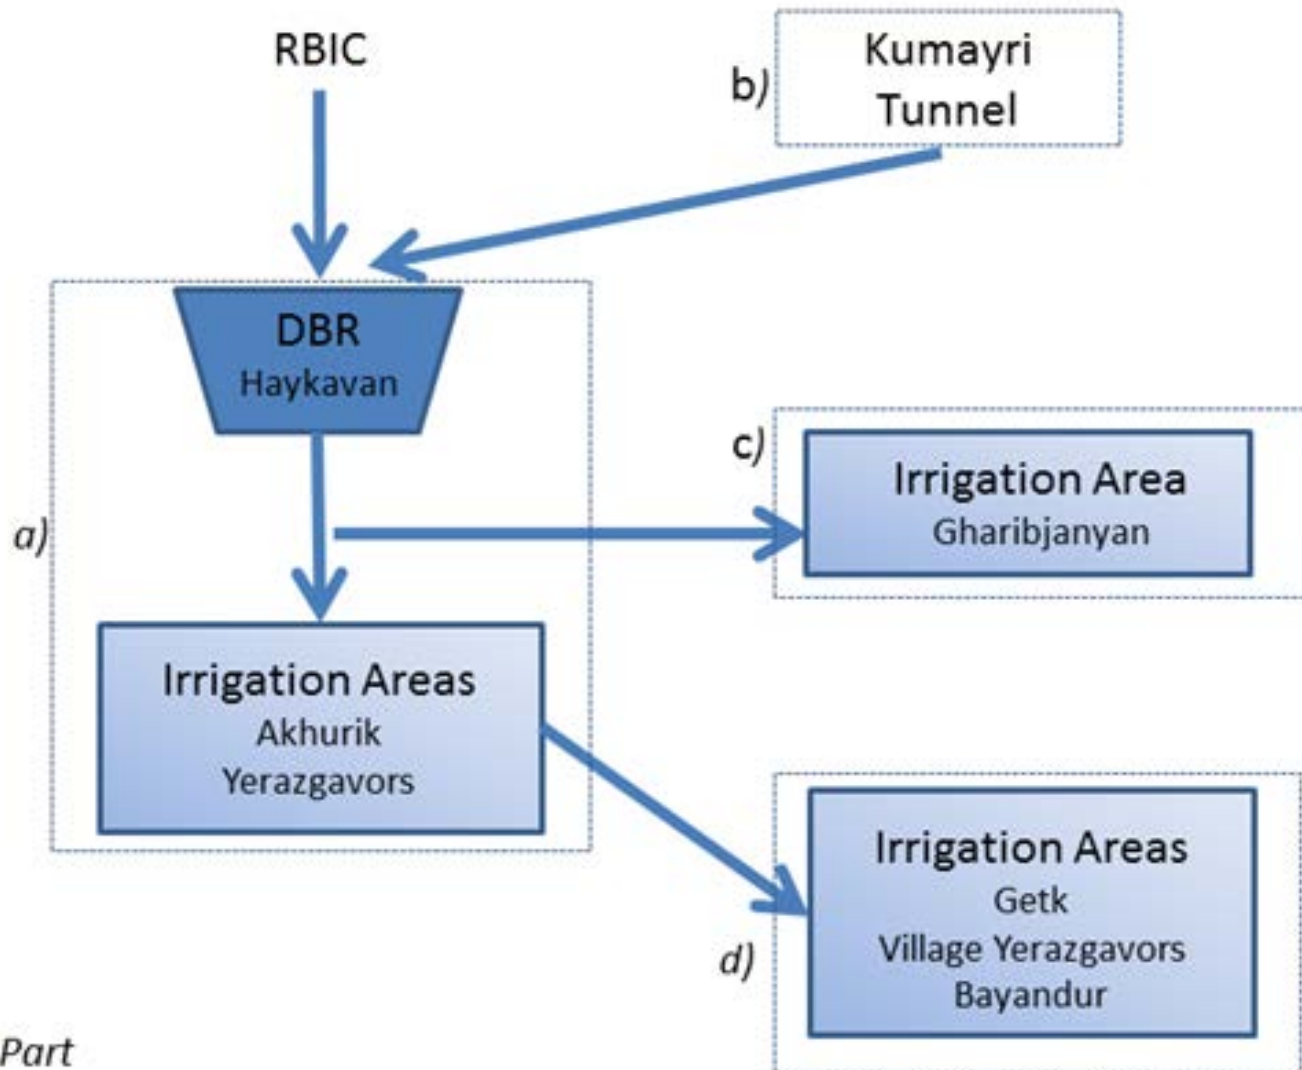 RBIC
b)
Kumayri
Tunnel
DBR
Haykavan
a)
c)
Irrigation Area
Gharibjanyan
Irrigation Areas
Akhurik
Yerazgavors
d)
Irrigation Areas
Getk
Village Yerazgavors
Bayandur
Part